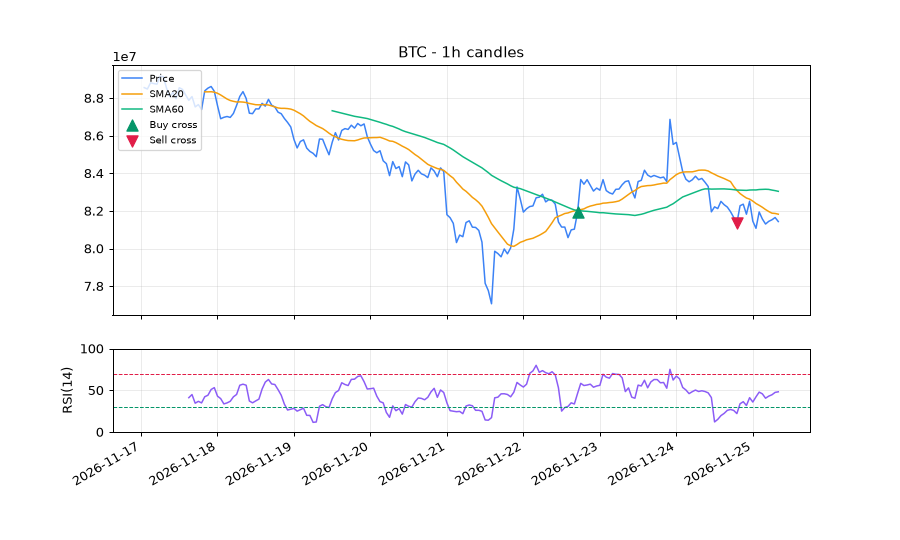 BTC - 1h candles
1e7
Price
SMA20
SMA60
Buy cross
Sell cross
8.8
8.6
8.4
8.2
8.0
7.8
RSI(14)
100
50
0
2026-11-17
2026-11-18
2026-11-19
2026-11-20
2026-11-21
2026-11-22
2026-11-23
2026-11-24
2026-11-25